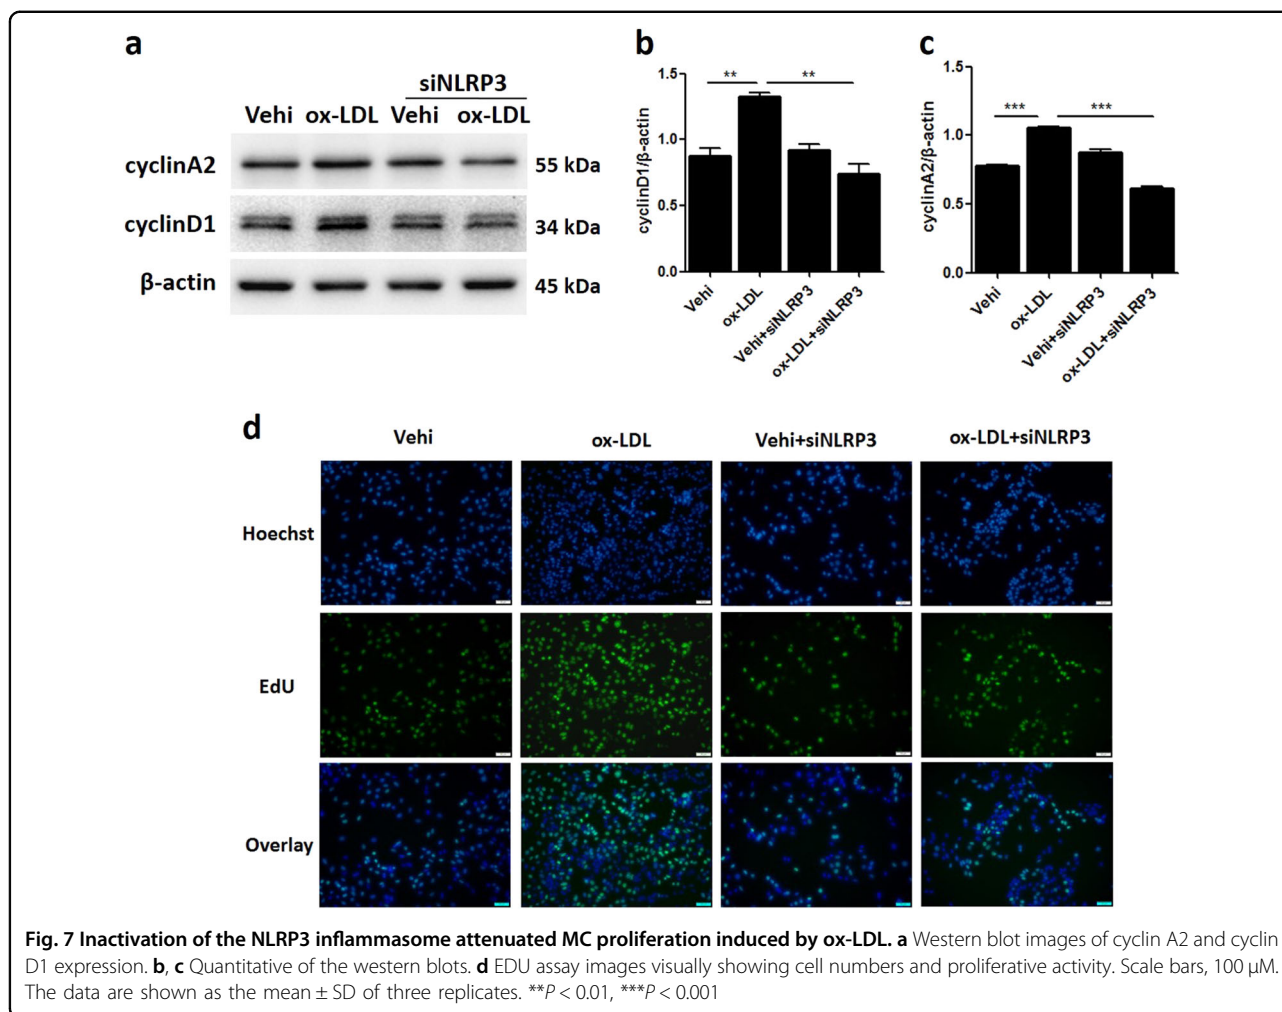 a
siNLRP3
Vehi ox-LDL Vehi ox-LDL
cyclinA2 55 kDa
cyclinD1 34 kDa
β-actin 45 kDa
b
cyclinD1/β-actin
1.5
1.0
0.5
0.0
** **
Vehi
ox-LDL
Vehi+siNLRP3
ox-LDL+siNLRP3
c
cyclinA2/β-actin
1.5
1.0
0.5
0.0
*** ***
Vehi
ox-LDL
Vehi+siNLRP3
ox-LDL+siNLRP3
d
Vehi ox-LDL Vehi+siNLRP3 ox-LDL+siNLRP3
Hoechst
EdU
Overlay
Fig. 7 Inactivation of the NLRP3 inflammasome attenuated MC proliferation induced by ox-LDL. a Western blot images of cyclin A2 and cyclin
D1 expression. b, c Quantitative of the western blots. d EDU assay images visually showing cell numbers and proliferative activity. Scale bars, 100 μM.
The data are shown as the mean ± SD of three replicates. **P < 0.01, ***P < 0.001